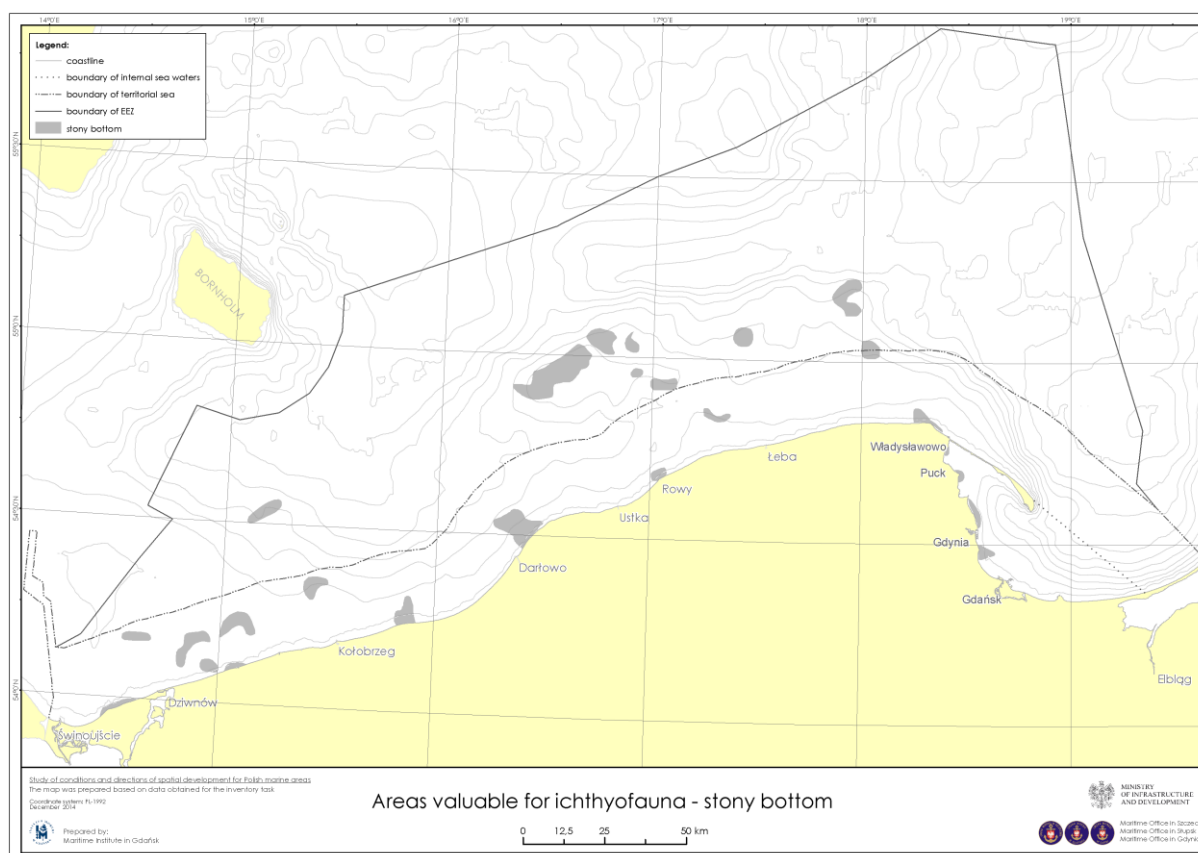 14°0'E 15°0'E 16°0'E 17°0'E 18°0'E 19°0'E
Legend:
coastline
boundary of internal sea waters
boundary of territorial sea
boundary of EEZ
stony bottom
BORNHOLM
Łeba
Władysławowo
Puck
Rowy
Ustka
Gdynia
Darłowo
Gdańsk
Kołobrzeg
Elbląg
Dziwnów
Świnoujście
Study of conditions and directions of spatial development for Polish marine areas
The map was prepared based on data obtained for the inventory task
Coordinate system: PL-1992
December 2014
Prepared by:
Maritime Institute in Gdańsk
Areas valuable for ichthyofauna - stony bottom
0 12,5 25 50 km
MINISTRY
OF INFRASTRUCTURE
AND DEVELOPMENT
Maritime Office in Szczec
Maritime Office in Słupsk
Maritime Office in Gdyni